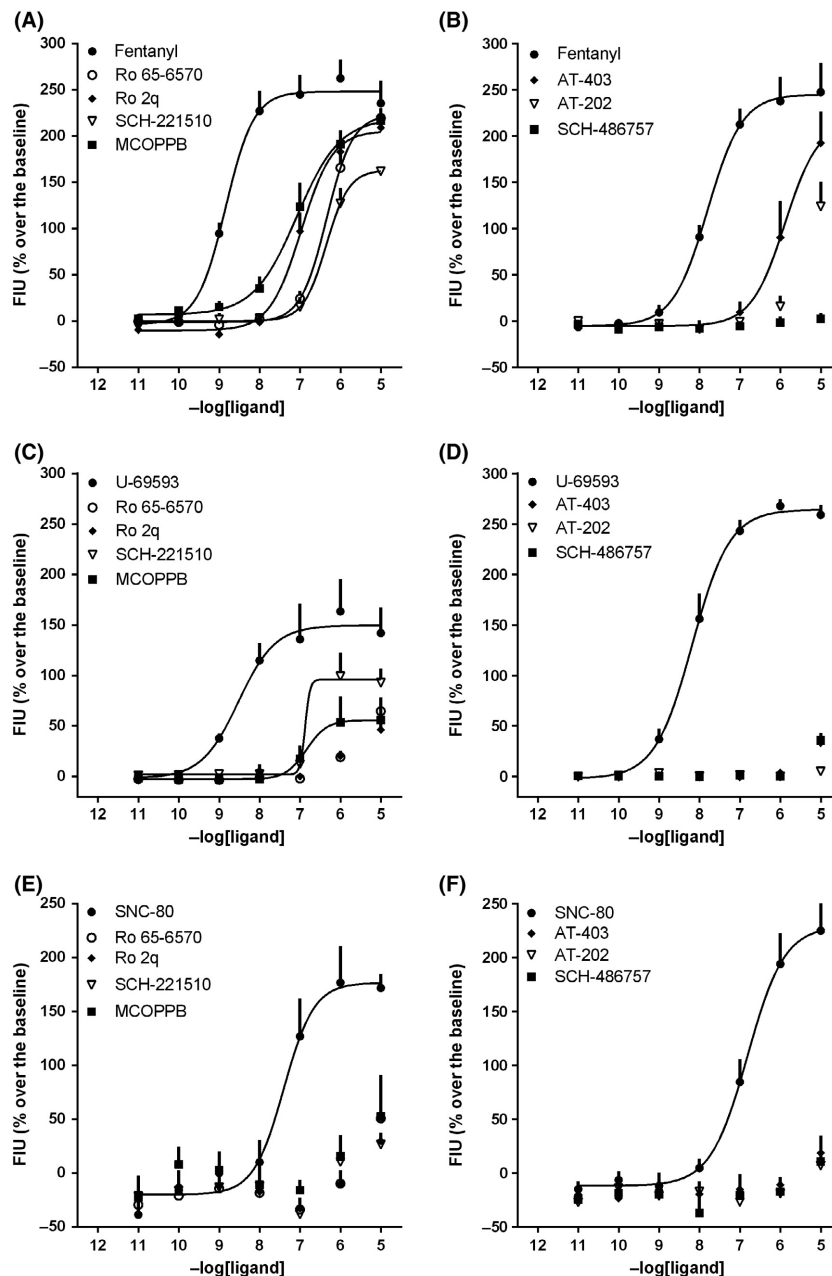 (A)
300
250
200
150
100
50
0
–50
FIU (% over the baseline)
Fentanyl
Ro 65-6570
Ro 2q
SCH-221510
MCOPPB
12 11 10 9 8 7 6 5
–log[ligand]
(B)
300
250
200
150
100
50
0
–50
FIU (% over the baseline)
Fentanyl
AT-403
AT-202
SCH-486757
12 11 10 9 8 7 6 5
–log[ligand]
(C)
300
250
200
150
100
50
0
FIU (% over the baseline)
U-69593
Ro 65-6570
Ro 2q
SCH-221510
MCOPPB
12 11 10 9 8 7 6 5
–log[ligand]
(D)
300
250
200
150
100
50
0
FIU (% over the baseline)
U-69593
AT-403
AT-202
SCH-486757
12 11 10 9 8 7 6 5
–log[ligand]
(E)
250
200
150
100
50
0
–50
FIU (% over the baseline)
SNC-80
Ro 65-6570
Ro 2q
SCH-221510
MCOPPB
12 11 10 9 8 7 6 5
–log[ligand]
(F)
250
200
150
100
50
0
–50
FIU (% over the baseline)
SNC-80
AT-403
AT-202
SCH-486757
12 11 10 9 8 7 6 5
–log[ligand]